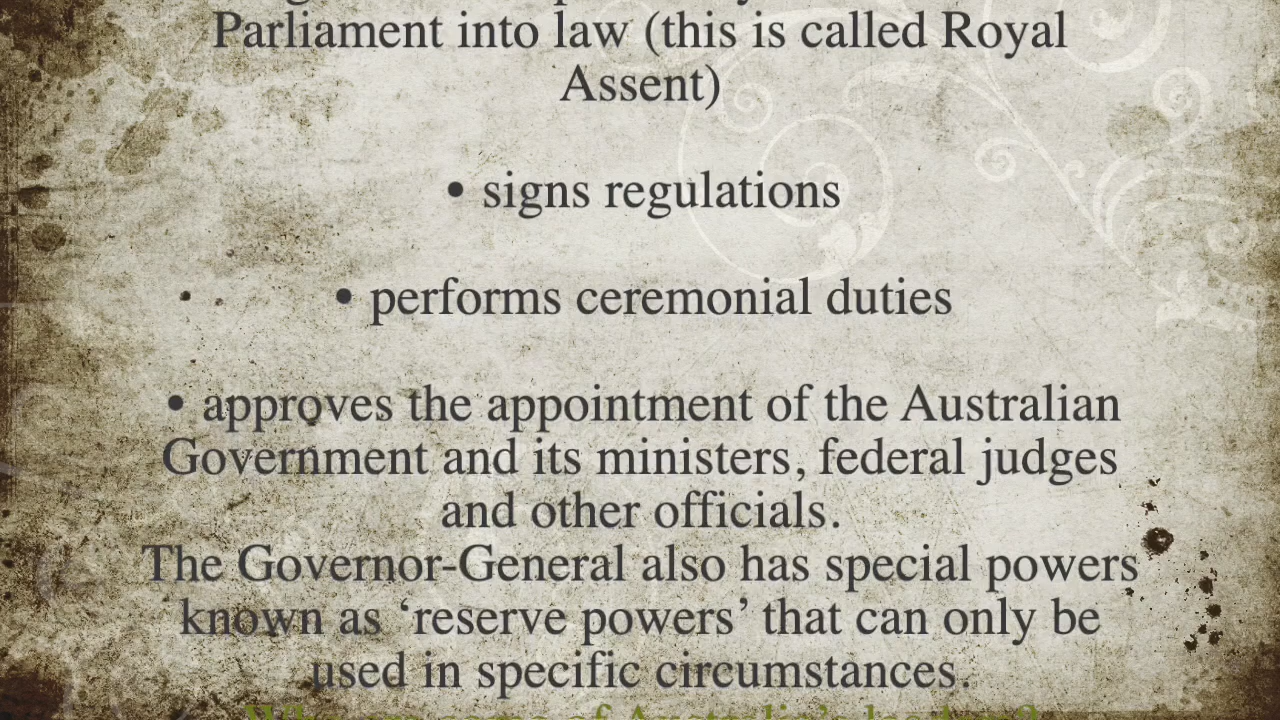 Parliament into law (this is called Royal
Assent)
• signs regulations
• performs ceremonial duties
• approves the appointment of the Australian
Government and its ministers, federal judges
and other officials.
The Governor-General also has special powers
known as ‘reserve powers’ that can only be
used in specific circumstances.